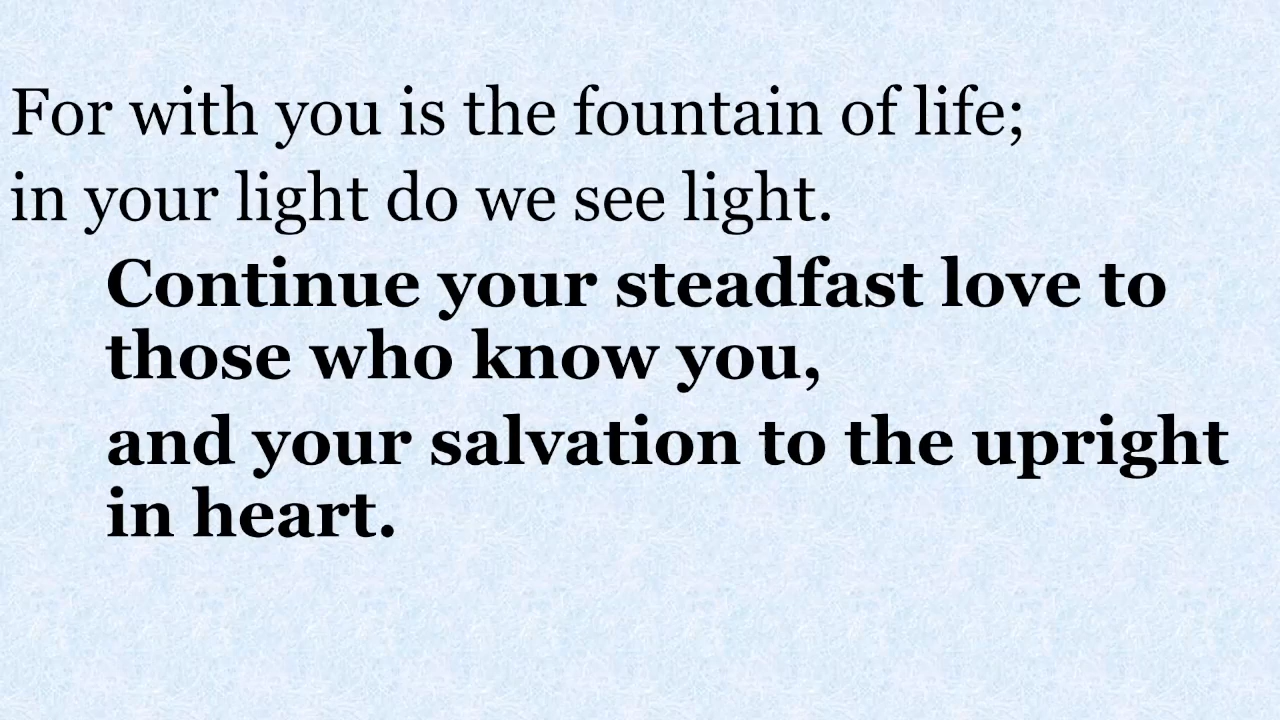 For with you is the fountain of life;
in your light do we see light.
Continue your steadfast love to
those who know you,
and your salvation to the upright
in heart.